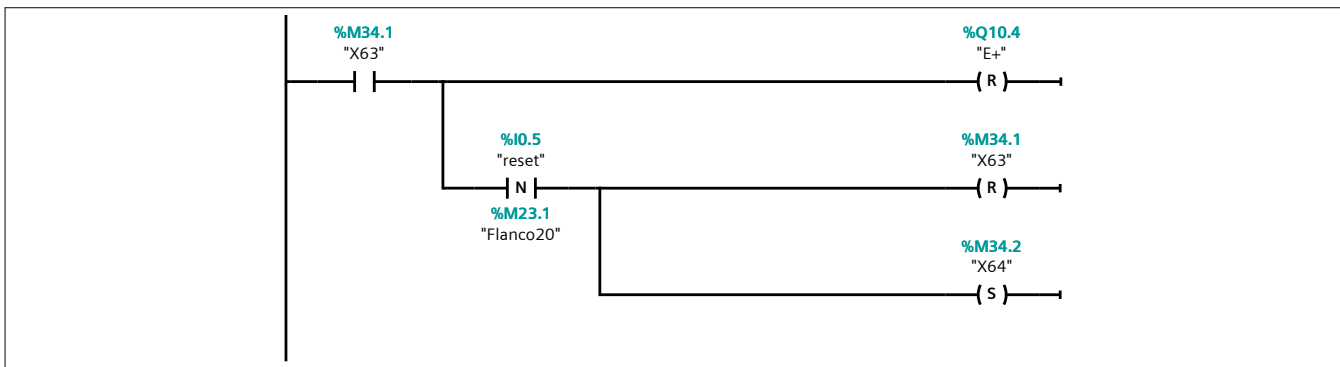 %M34.1
"X63"
%Q10.4
"E+"
R
%I0.5
"reset"
N
%M23.1
"Flanco20"
%M34.1
"X63"
R
%M34.2
"X64"
S